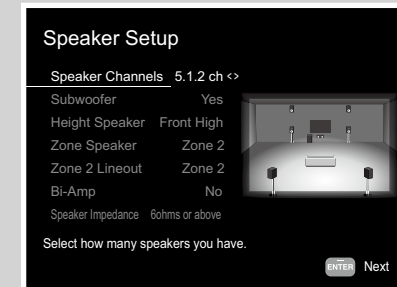 Speaker Setup
Speaker Channels 5.1.2 ch <>
Subwoofer Yes
Height Speaker Front High
Zone Speaker Zone 2
Zone 2 Lineout Zone 2
Bi-Amp No
Speaker Impedance 6ohms or above
Select how many speakers you have.
ENTER Next